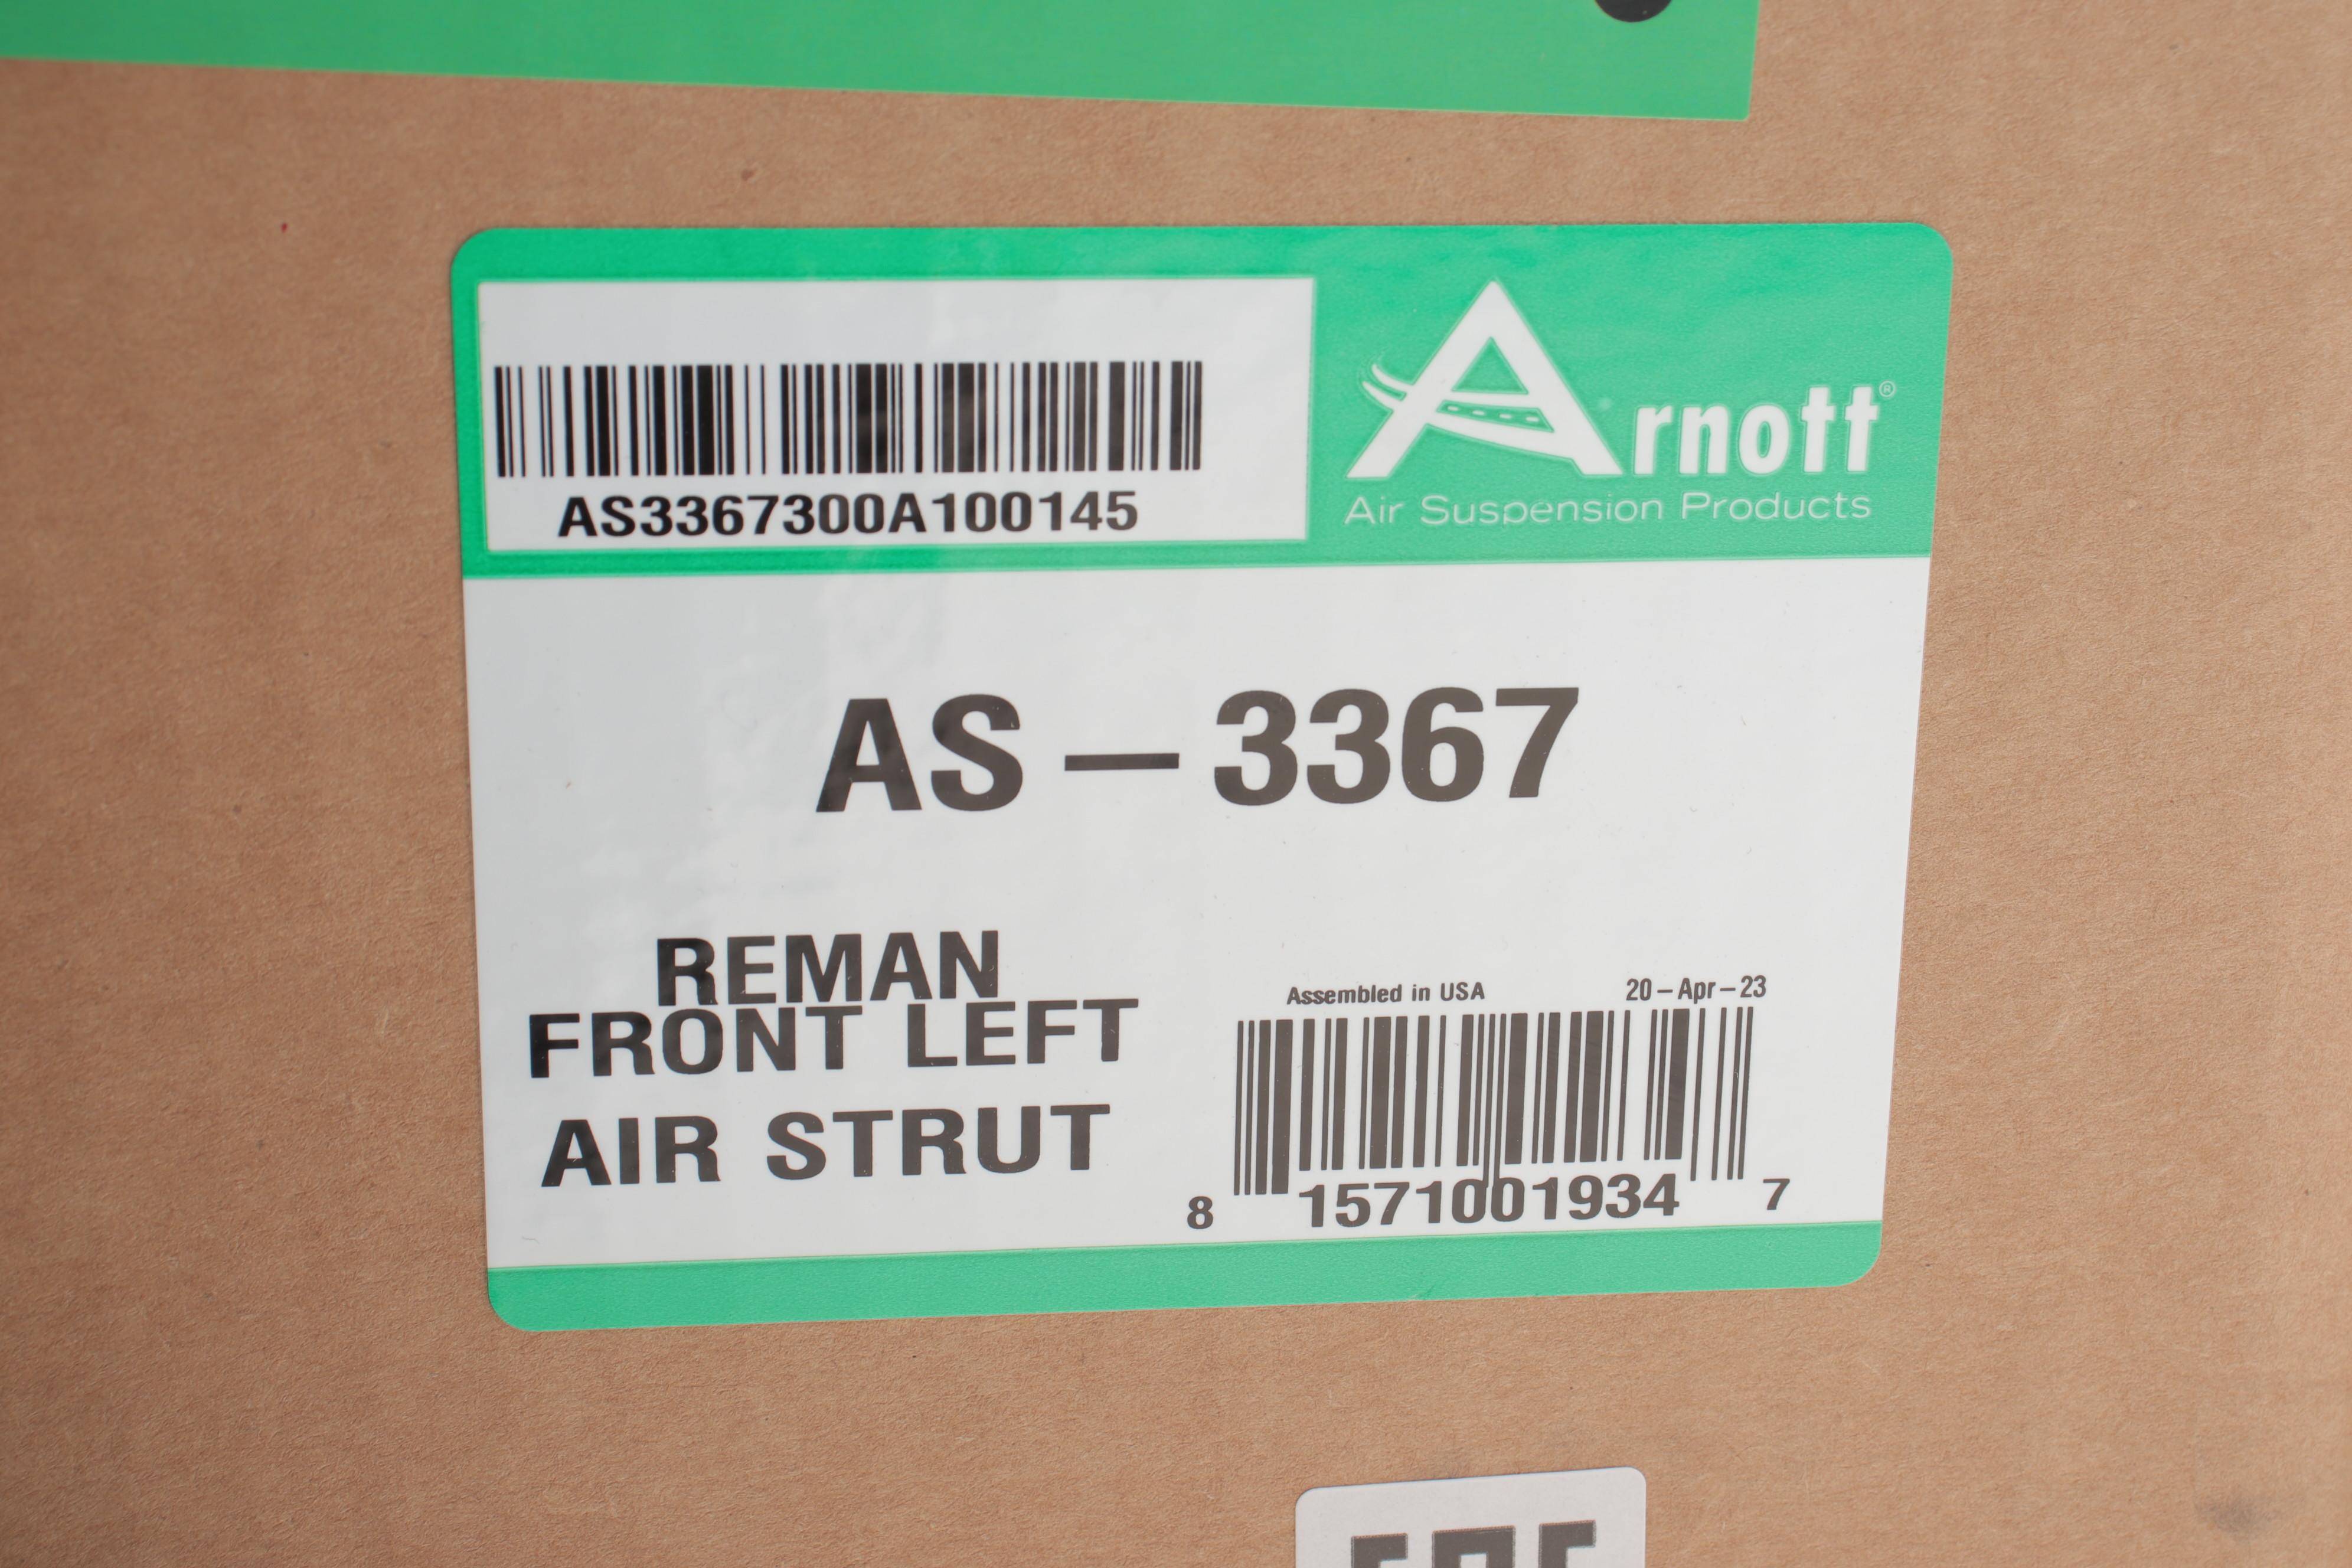 AS3367300A100145
Arnott®
Air Suspension Products
AS-3367
REMAN
FRONT LEFT
AIR STRUT
Assembled in USA 20-Apr-23
8 1571001934 7